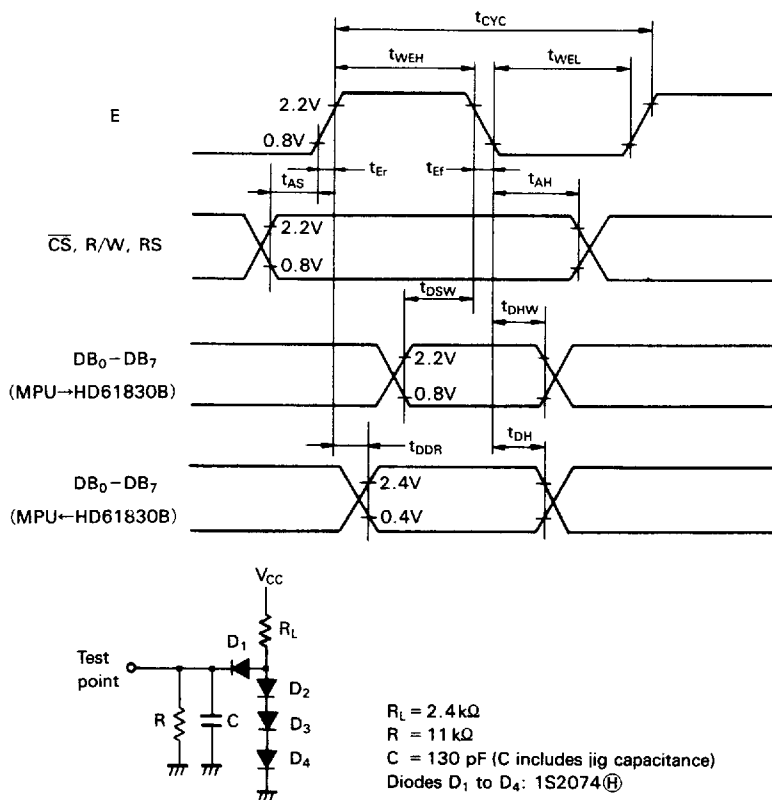 tCYC
tWEH
tWEL
E
2.2V
0.8V
tEr
tEf
tAS
tAH
CS, R/W, RS
2.2V
0.8V
tDSW
tDHW
DB0–DB7
(MPU→HD61830B)
2.2V
0.8V
tDDR
tDH
DB0–DB7
(MPU←HD61830B)
2.4V
0.4V
VCC
RL
D1
Test
point
R
C
D2
D3
D4
RL = 2.4kΩ
R = 11kΩ
C = 130 pF (C includes jig capacitance)
Diodes D1 to D4: 1S2074Ⓗ